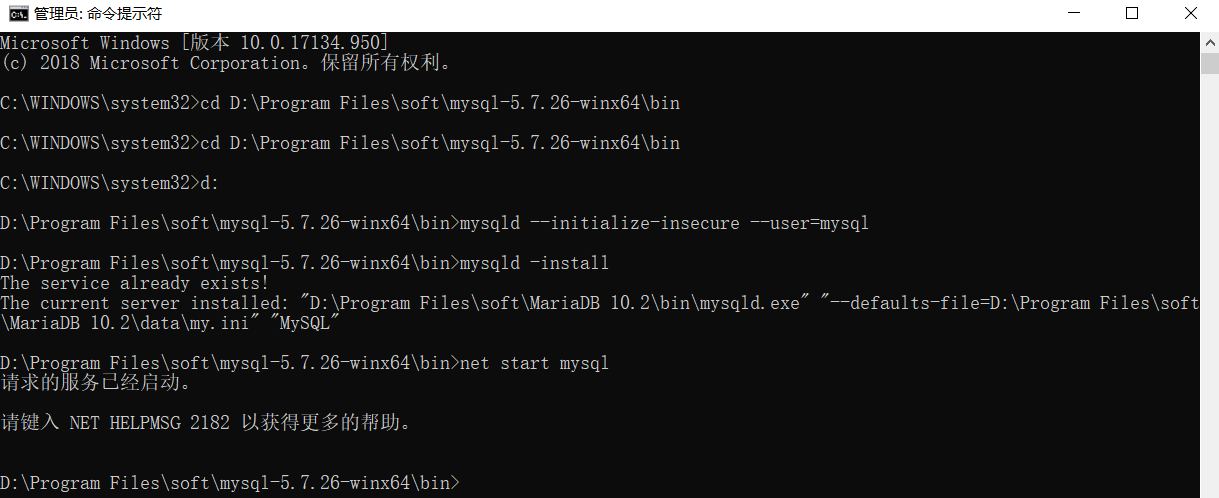 管理员: 命令提示符
Microsoft Windows [版本 10.0.17134.950]
(c) 2018 Microsoft Corporation。保留所有权利。
C:\WINDOWS\system32>cd D:\Program Files\soft\mysql-5.7.26-winx64\bin
C:\WINDOWS\system32>cd D:\Program Files\soft\mysql-5.7.26-winx64\bin
C:\WINDOWS\system32>d:
D:\Program Files\soft\mysql-5.7.26-winx64\bin>mysqld --initialize-insecure --user=mysql
D:\Program Files\soft\mysql-5.7.26-winx64\bin>mysqld -install
The service already exists!
The current server installed: "D:\Program Files\soft\MariaDB 10.2\bin\mysqld.exe" "--defaults-file=D:\Program Files\soft
\MariaDB 10.2\data\my.ini" "MySQL"
D:\Program Files\soft\mysql-5.7.26-winx64\bin>net start mysql
请求的服务已经启动。
请键入 NET HELPMSG 2182 以获得更多的帮助。
D:\Program Files\soft\mysql-5.7.26-winx64\bin>